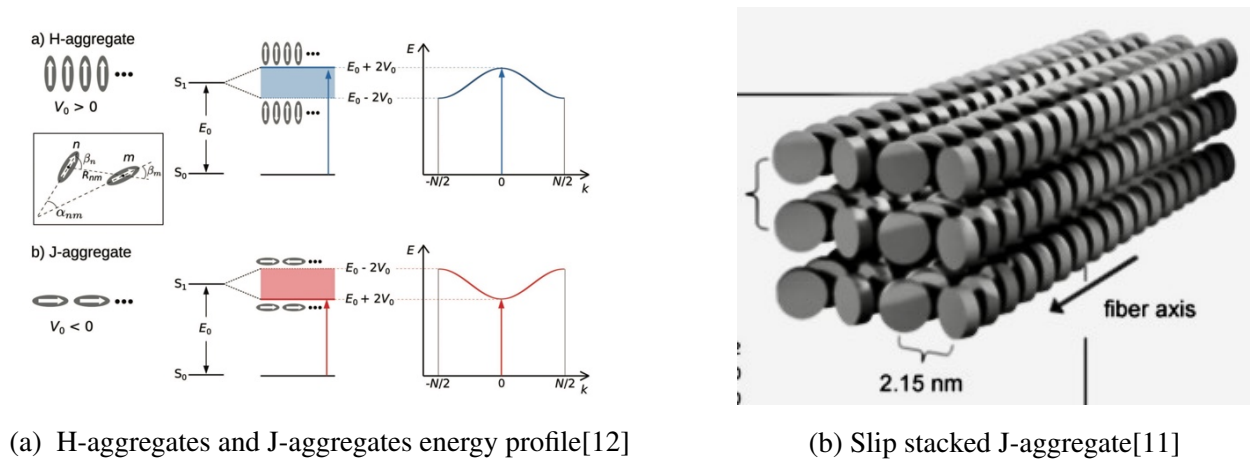 a) H-aggregate
V₀ > 0
S₁
E₀
S₀
E₀ + 2V₀
E₀ - 2V₀
E
-N/2
0
N/2
k
n
m
βₙ
Rₙₘ
βₘ
αₙₘ
b) J-aggregate
V₀ < 0
S₁
E₀
S₀
E₀ - 2V₀
E₀ + 2V₀
E
-N/2
0
N/2
k
fiber axis
2.15 nm
(a) H-aggregates and J-aggregates energy profile[12]
(b) Slip stacked J-aggregate[11]